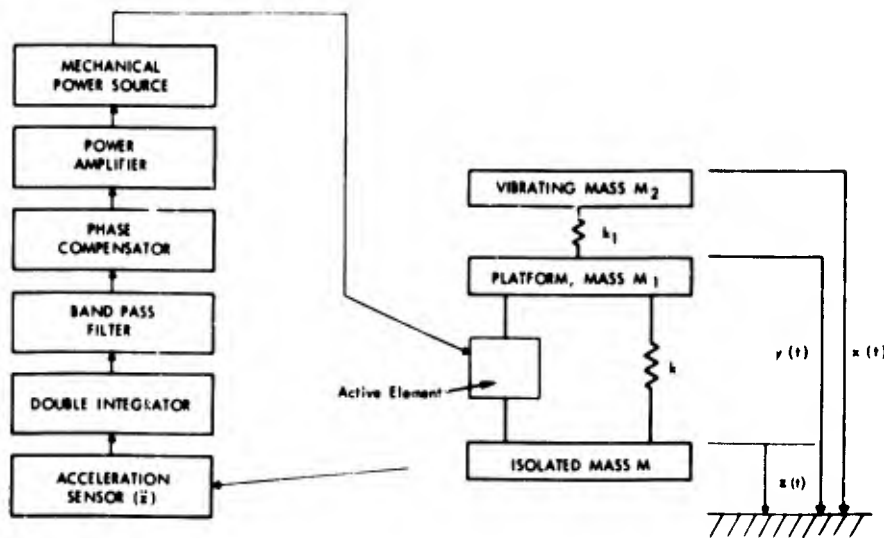 MECHANICAL
POWER SOURCE
POWER
AMPLIFIER
PHASE
COMPENSATOR
BAND PASS
FILTER
DOUBLE INTEGRATOR
ACCELERATION
SENSOR (z̈)
VIBRATING MASS M2
k1
PLATFORM, MASS M1
Active Element
k
ISOLATED MASS M
y (t)
x (t)
z (t)